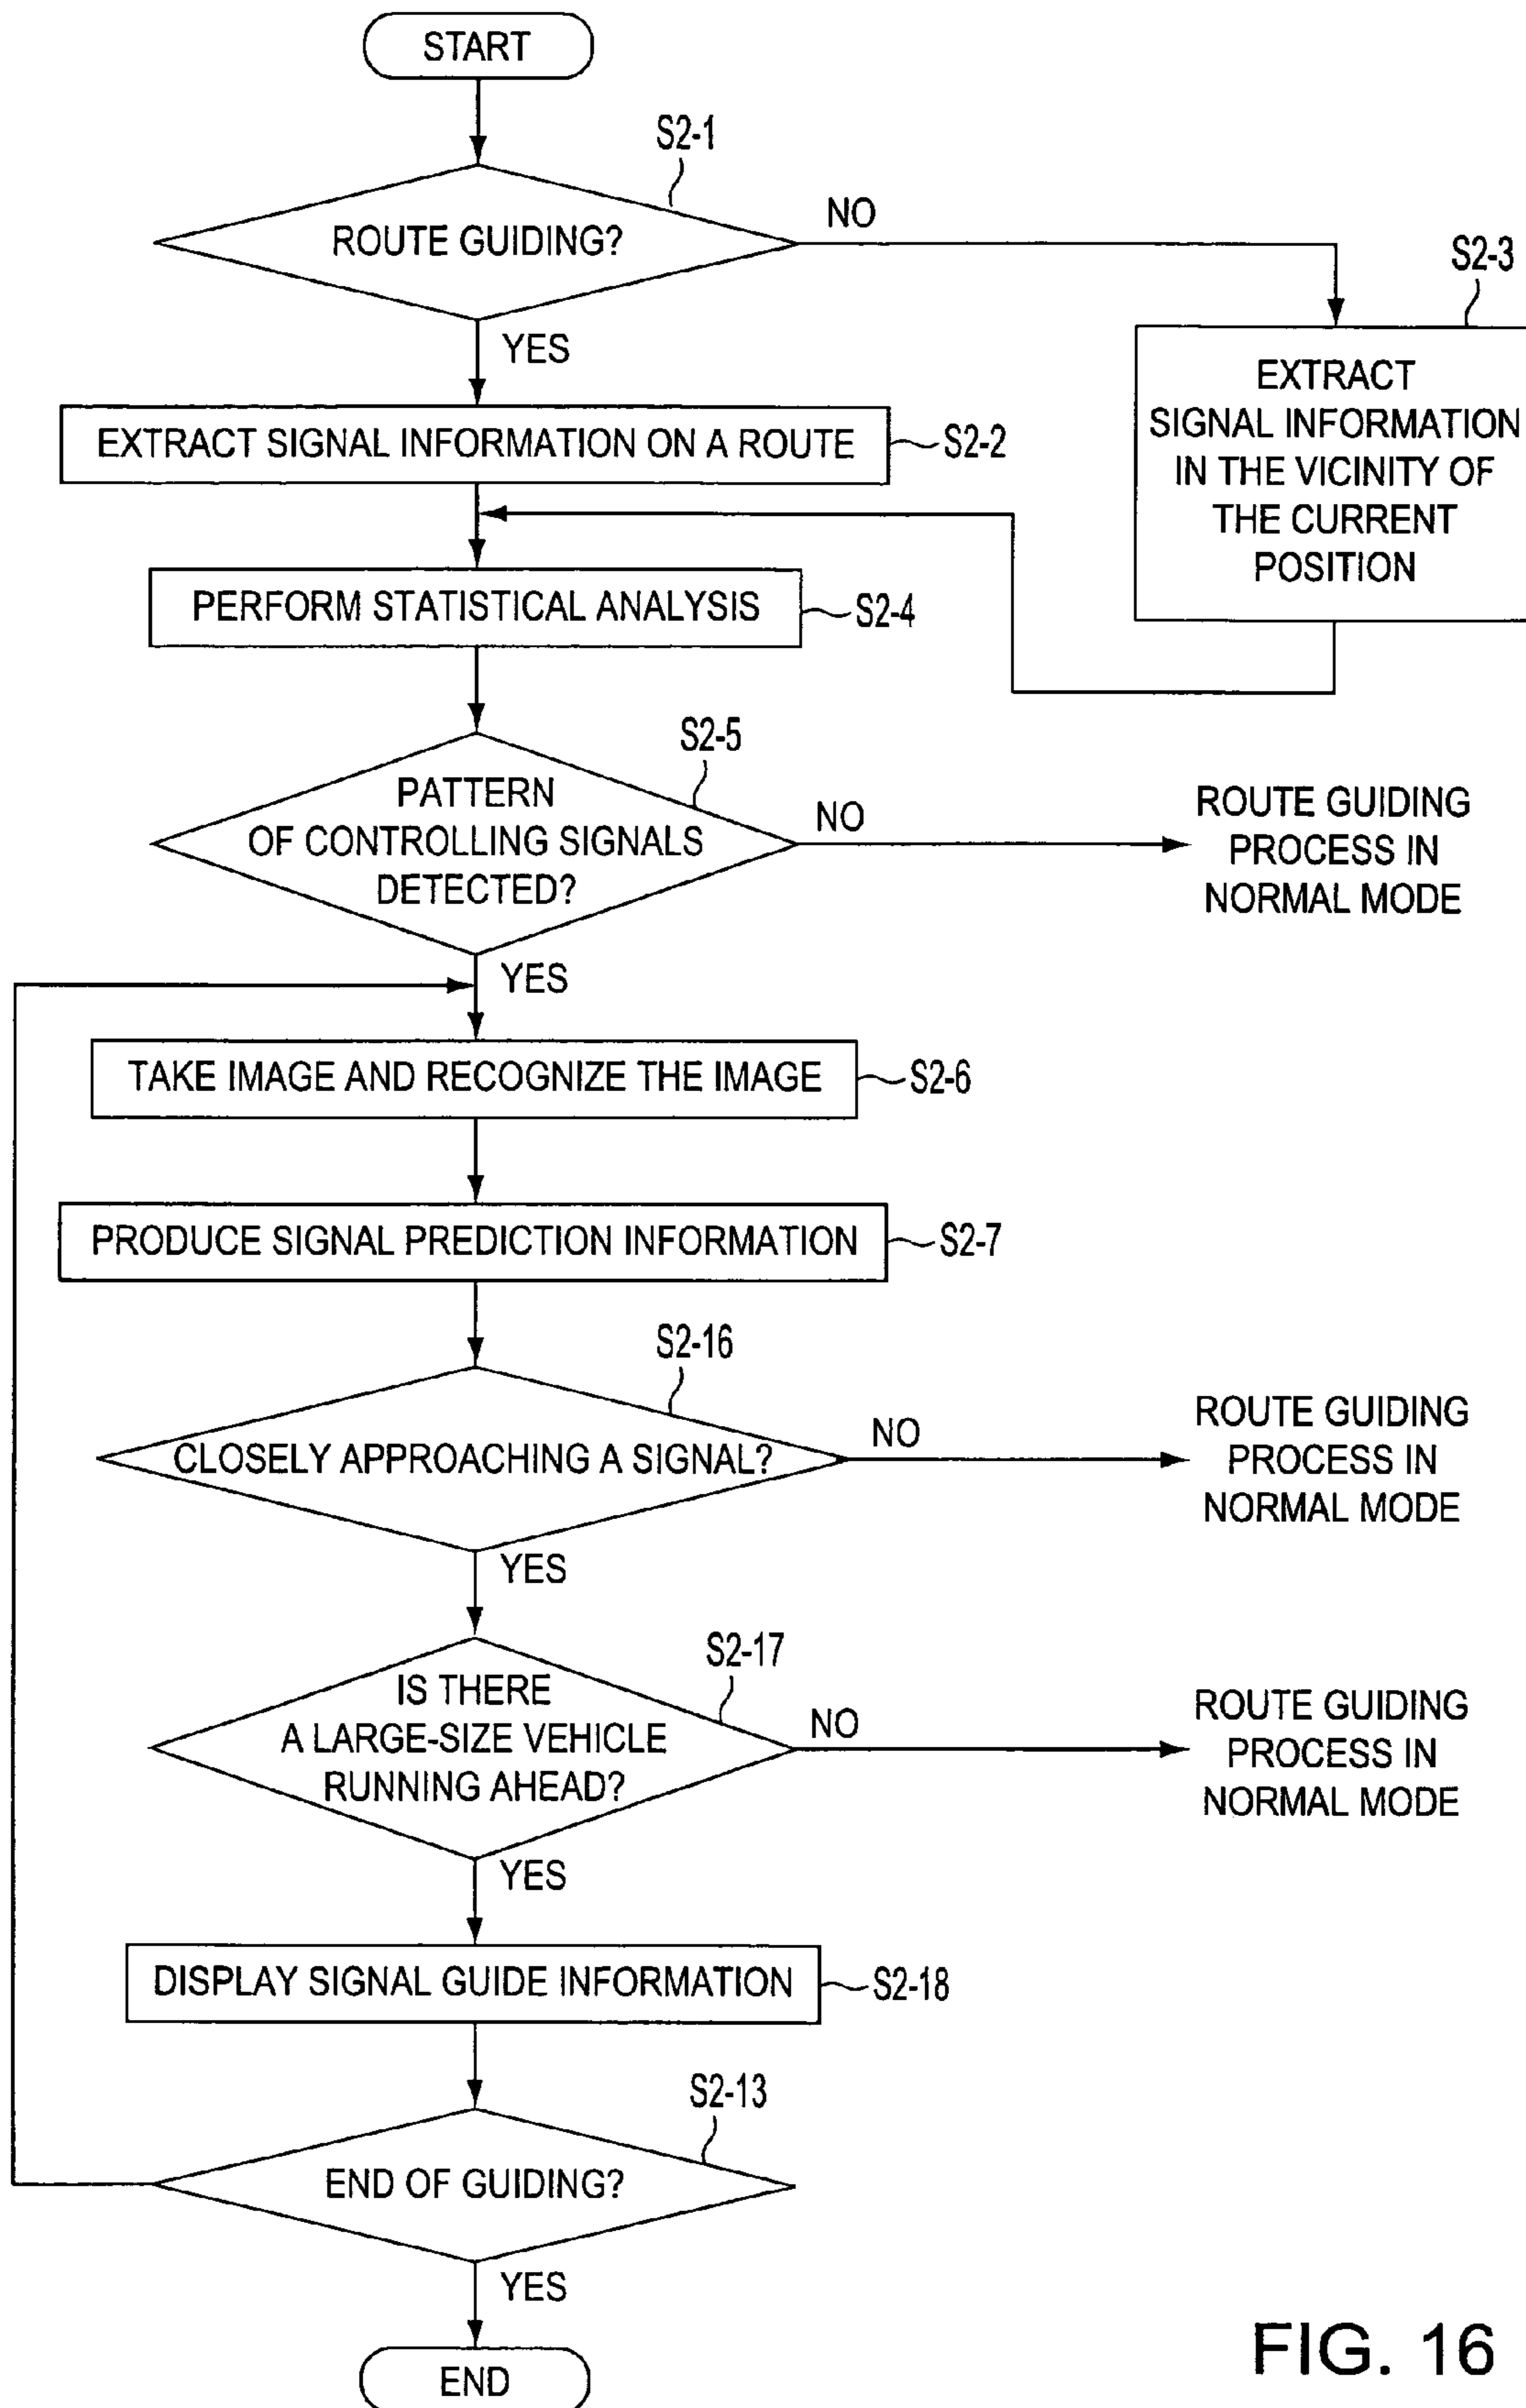 START
S2-1
ROUTE GUIDING?
NO
S2-3
YES
EXTRACT
SIGNAL INFORMATION
IN THE VICINITY OF
THE CURRENT
POSITION
EXTRACT SIGNAL INFORMATION ON A ROUTE
S2-2
PERFORM STATISTICAL ANALYSIS
S2-4
S2-5
PATTERN
OF CONTROLLING SIGNALS
DETECTED?
NO
ROUTE GUIDING
PROCESS IN
NORMAL MODE
YES
TAKE IMAGE AND RECOGNIZE THE IMAGE
S2-6
PRODUCE SIGNAL PREDICTION INFORMATION
S2-7
S2-16
CLOSELY APPROACHING A SIGNAL?
NO
ROUTE GUIDING
PROCESS IN
NORMAL MODE
YES
S2-17
IS THERE
A LARGE-SIZE VEHICLE
RUNNING AHEAD?
NO
ROUTE GUIDING
PROCESS IN
NORMAL MODE
YES
DISPLAY SIGNAL GUIDE INFORMATION
S2-18
S2-13
END OF GUIDING?
YES
END
FIG. 16